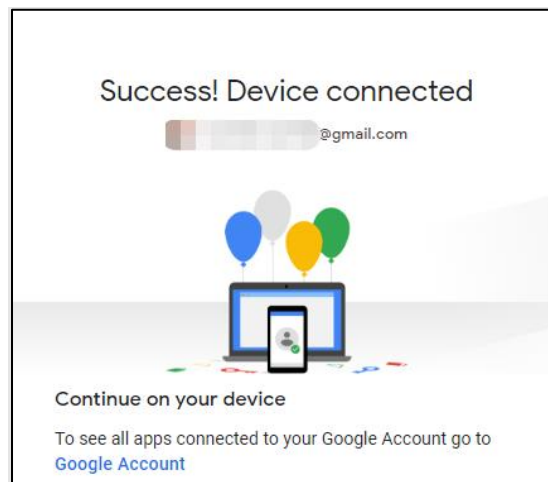 Success! Device connected
@gmail.com
Continue on your device
To see all apps connected to your Google Account go to
Google Account